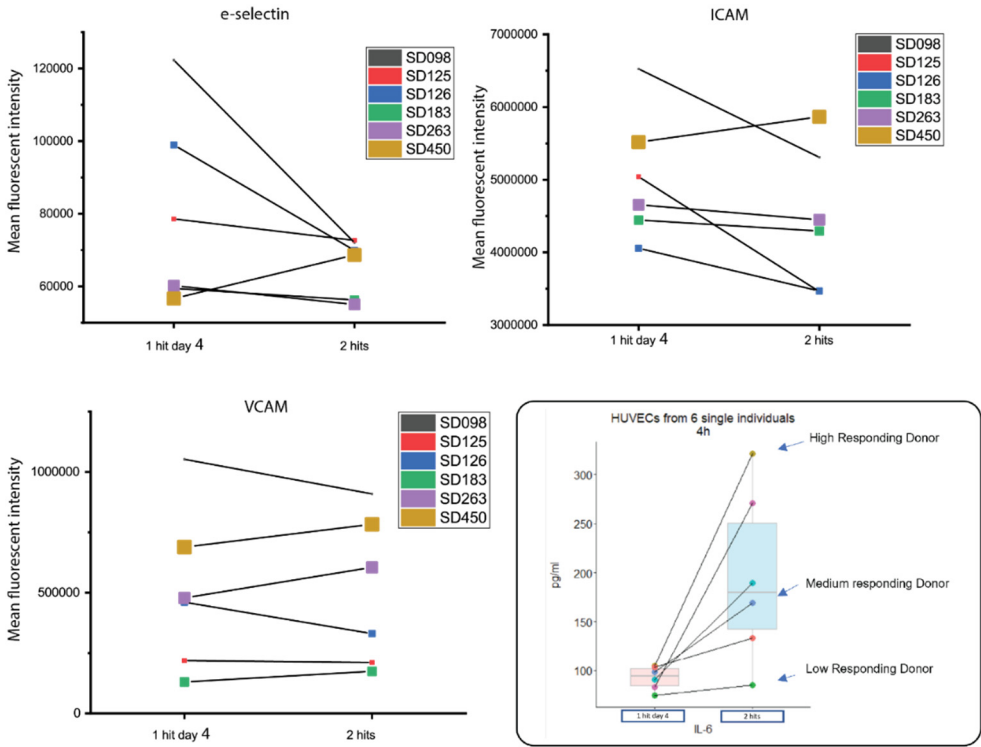 e-selectin
Mean fluorescent intensity
120000
100000
80000
60000
1 hit day 4
2 hits
SD098
SD125
SD126
SD183
SD263
SD450
ICAM
Mean fluorescent intensity
7000000
6000000
5000000
4000000
3000000
1 hit day 4
2 hits
SD098
SD125
SD126
SD183
SD263
SD450
VCAM
Mean fluorescent intensity
1000000
500000
0
1 hit day 4
2 hits
SD098
SD125
SD126
SD183
SD263
SD450
HUVECs from 6 single individuals
4h
pg/ml
300
250
200
150
100
1 hit day 4
2 hits
IL-6
High Responding Donor
Medium responding Donor
Low Responding Donor